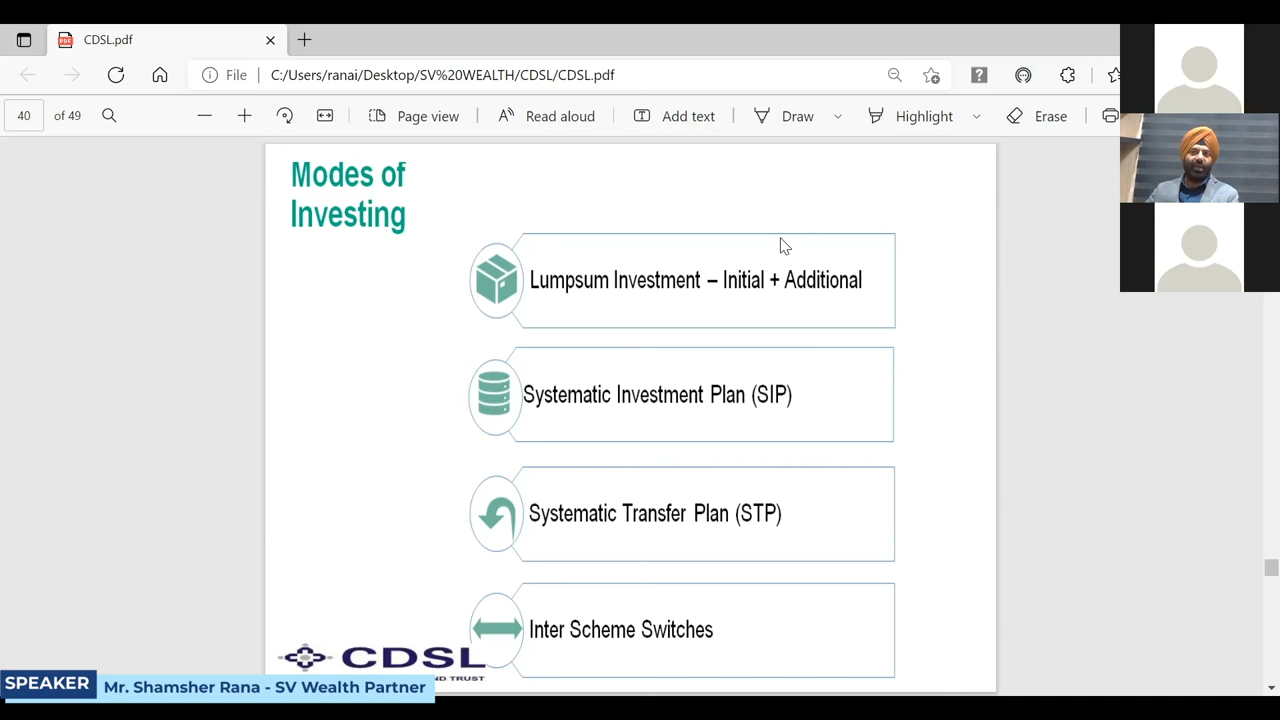 CDSL.pdf
File
C:/Users/ranai/Desktop/SV%20WEALTH/CDSL/CDSL.pdf
40
of 49
Page view
Read aloud
Add text
Draw
Highlight
Erase
Modes of
Investing
Lumpsum Investment – Initial + Additional
Systematic Investment Plan (SIP)
Systematic Transfer Plan (STP)
Inter Scheme Switches
CDSL
ND TRUST
SPEAKER
Mr. Shamsher Rana - SV Wealth Partner